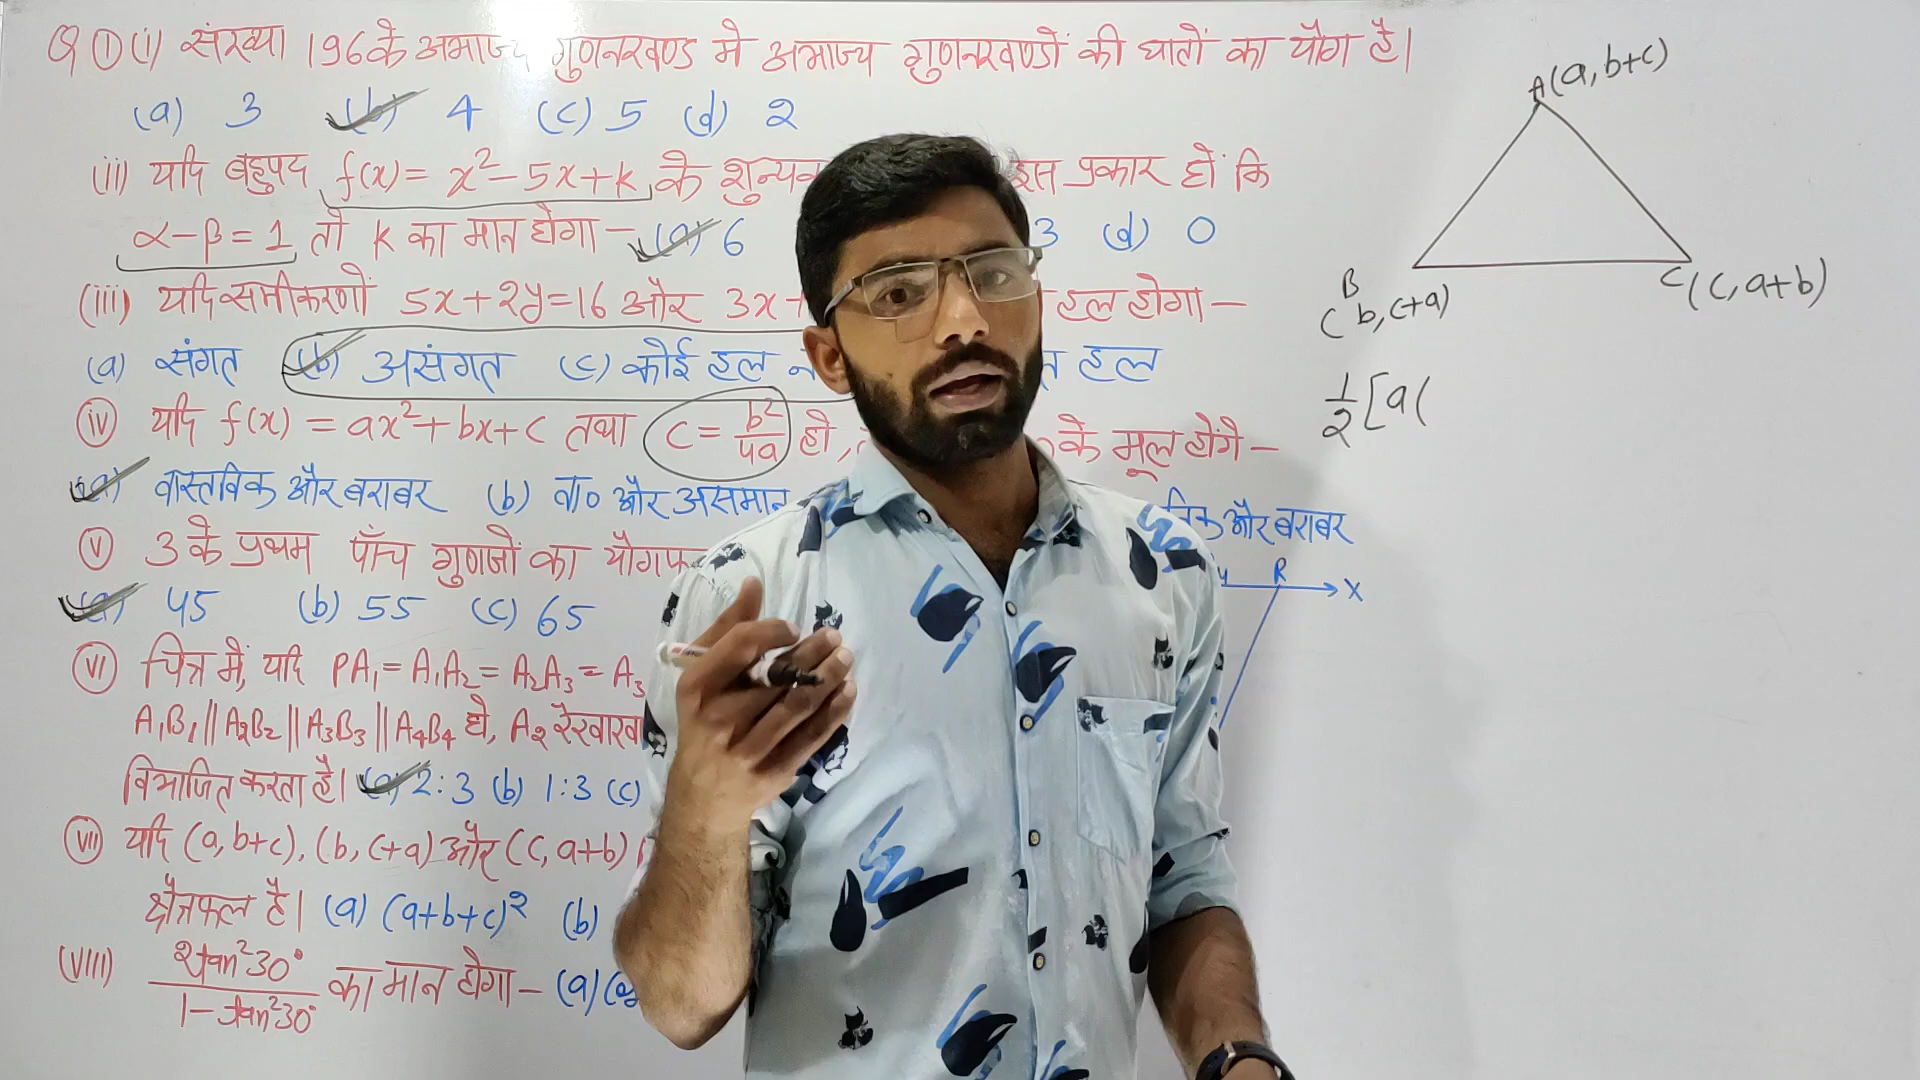 Q ① (i) संख्या 196 के अभाज्य गुणनखण्ड मे अभाज्य गुणनखण्डों की घातों का योग है।
(a) 3 (b) 4 (c) 5 (d) 2
(ii) यदि बहुपद f(x) = x² - 5x + k के इस प्रकार हों कि
α - β = 1 तो k का मान होगा - (a) 6 3 (d) 0
(iii) यदि समीकरणों 5x + 2y = 16 और 3x + हल होगा -
(a) संगत (b) असंगत (c) कोई हल हल
(iv) यदि f(x) = ax² + bx + c तथा c = b²/4a हो, के मूल होंगे -
(a) वास्तविक और बराबर (b) वा० और असमान और बराबर
(v) 3 के प्रथम पाँच गुणजों का
(a) 45 (b) 55 (c) 65
(vi) चित्र में, यदि PA₁ = A₁A₂ = A₂A₃ = A₃
A₁B₁ || A₂B₂ || A₃B₃ || A₄B₄ हो, A₂
विभाजित करता है। (a) 2:3 (b) 1:3 (c)
(vii) यदि (a, b+c), (b, c+a) और (c, a+b)
क्षेत्रफल है। (a) (a+b+c)² (b)
(viii) 2tan²30°/1-tan²30° का मान होगा - (a)
A(a, b+c)
B
(b, c+a)
C(c, a+b)
1/2 [a(
R X